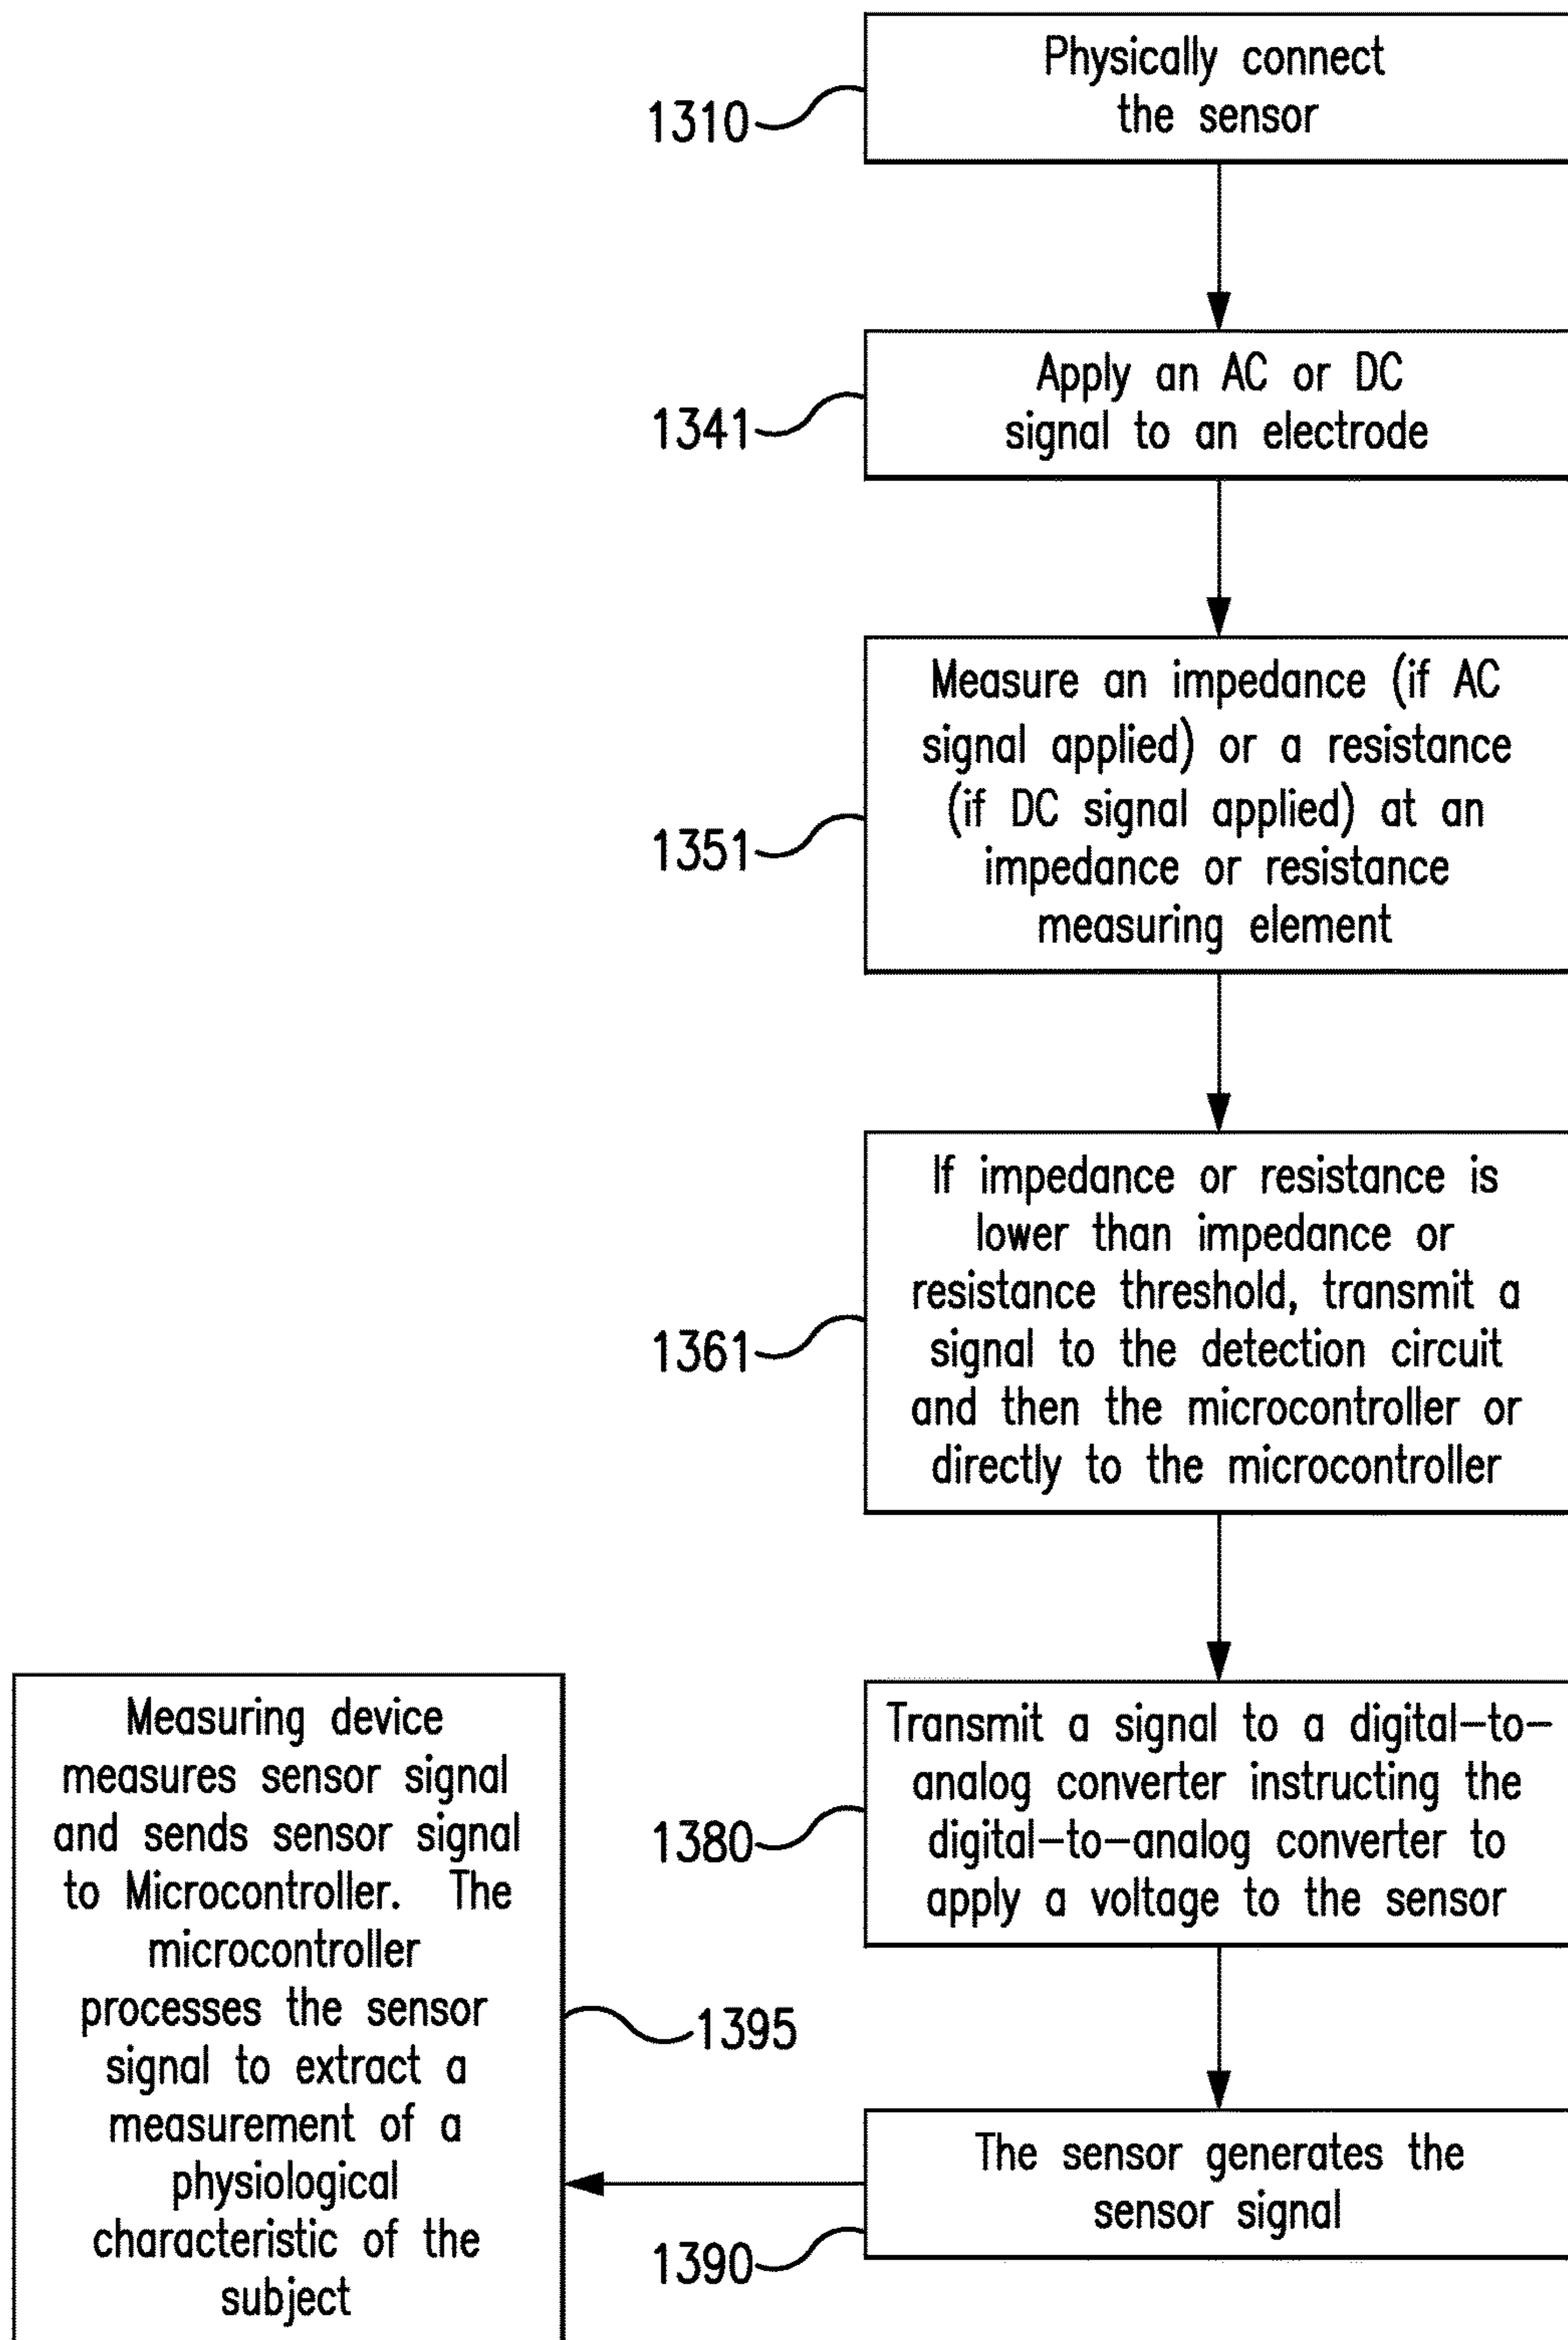 Physically connect
the sensor
1310
Apply an AC or DC
signal to an electrode
1341
Measure an impedance (if AC
signal applied) or a resistance
(if DC signal applied) at an
impedance or resistance
measuring element
1351
If impedance or resistance is
lower than impedance or
resistance threshold, transmit a
signal to the detection circuit
and then the microcontroller or
directly to the microcontroller
1361
Transmit a signal to a digital-to-
analog converter instructing the
digital-to-analog converter to
apply a voltage to the sensor
1380
The sensor generates the
sensor signal
1390
Measuring device
measures sensor signal
and sends sensor signal
to Microcontroller. The
microcontroller
processes the sensor
signal to extract a
measurement of a
physiological
characteristic of the
subject
1395